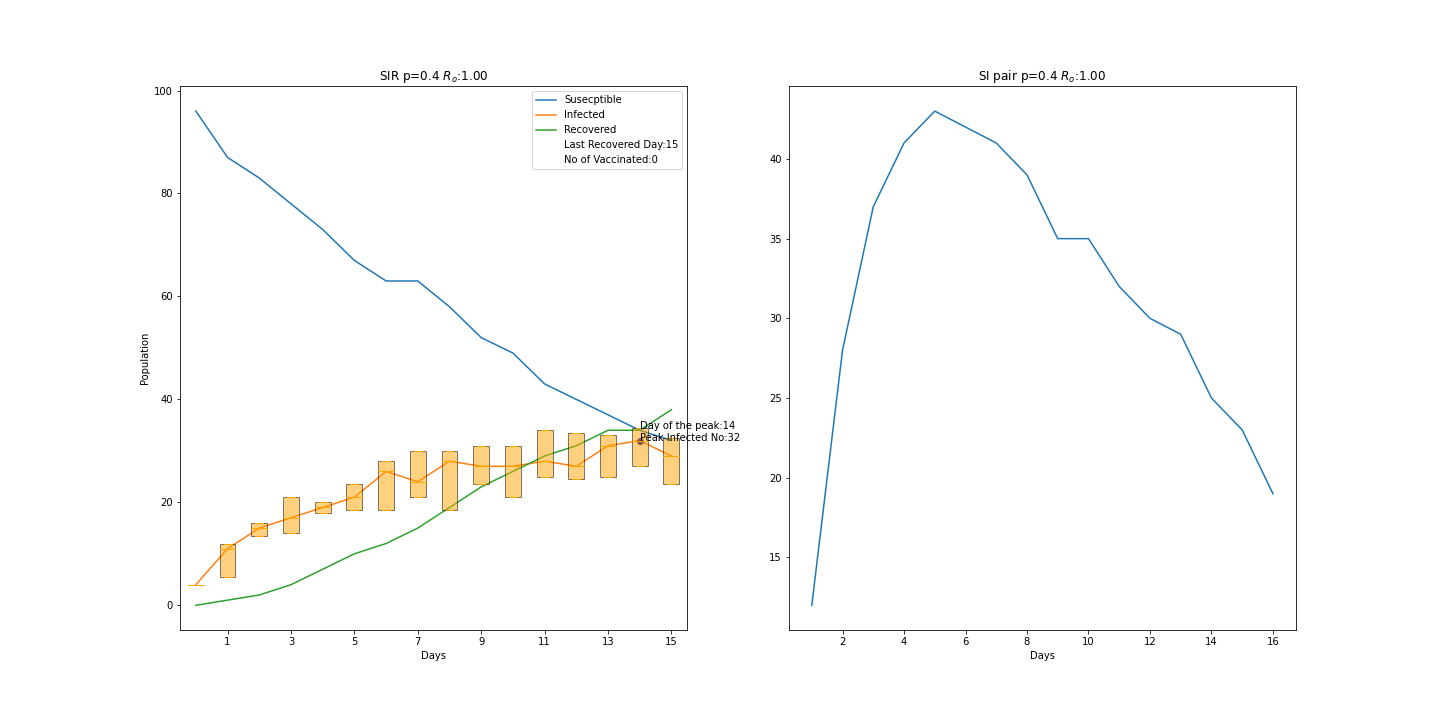 SIR p=0.4 Rₒ:1.00
Susecptible
Infected
Recovered
Last Recovered Day:15
No of Vaccinated:0
100
80
60
40
20
0
Population
Day of the peak:14
Peak Infected No:32
1 3 5 7 9 11 13 15
Days
SI pair p=0.4 Rₒ:1.00
40
35
30
25
20
15
2 4 6 8 10 12 14 16
Days